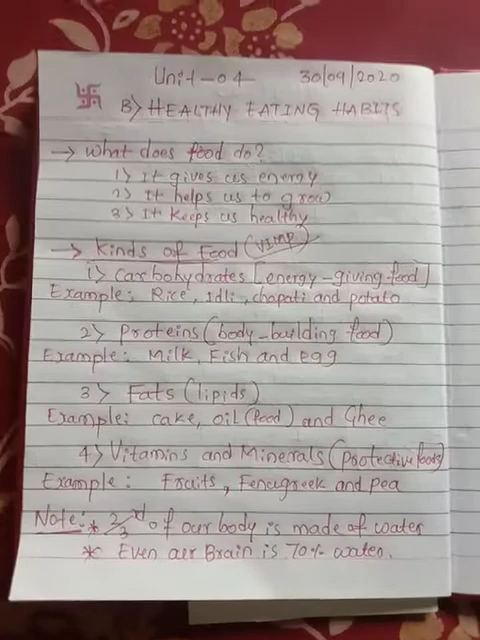 Unit-04 30/09/2020
B> HEALTHY EATING HABITS
→ What does food do?
1> It gives us energy
2> It helps us to grow
3> It keeps us healthy
→ Kinds of Food (VIMP)
1> Carbohydrates [energy-giving food]
Example: Rice, Idli, chapati and potato
2> Proteins (body-building food)
Example: Milk, Fish and egg
3> Fats (lipids)
Example: cake, oil (food) and Ghee
4> Vitamins and Minerals (Protective foods)
Example: Fruits, Fenugreek and pea
Note:- * 2/3rd of our body is made of water
* Even our Brain is 70% water.